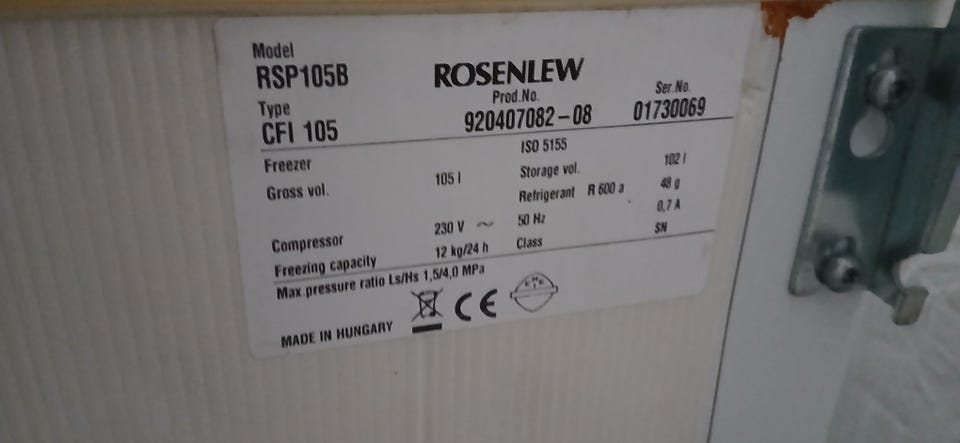 Model
RSP105B
ROSENLEW
Type
CFI 105
Prod.No.
920407082-08
Ser.No.
01730069
Freezer
ISO 5155
Gross vol. 105 l Storage vol. 102 l
Refrigerant R 600 a 48 g
Compressor 230 V ~ 50 Hz 0,7 A
Freezing capacity 12 kg/24 h Class SN
Max.pressure ratio Ls/Hs 1,5/4,0 MPa
CE
MADE IN HUNGARY